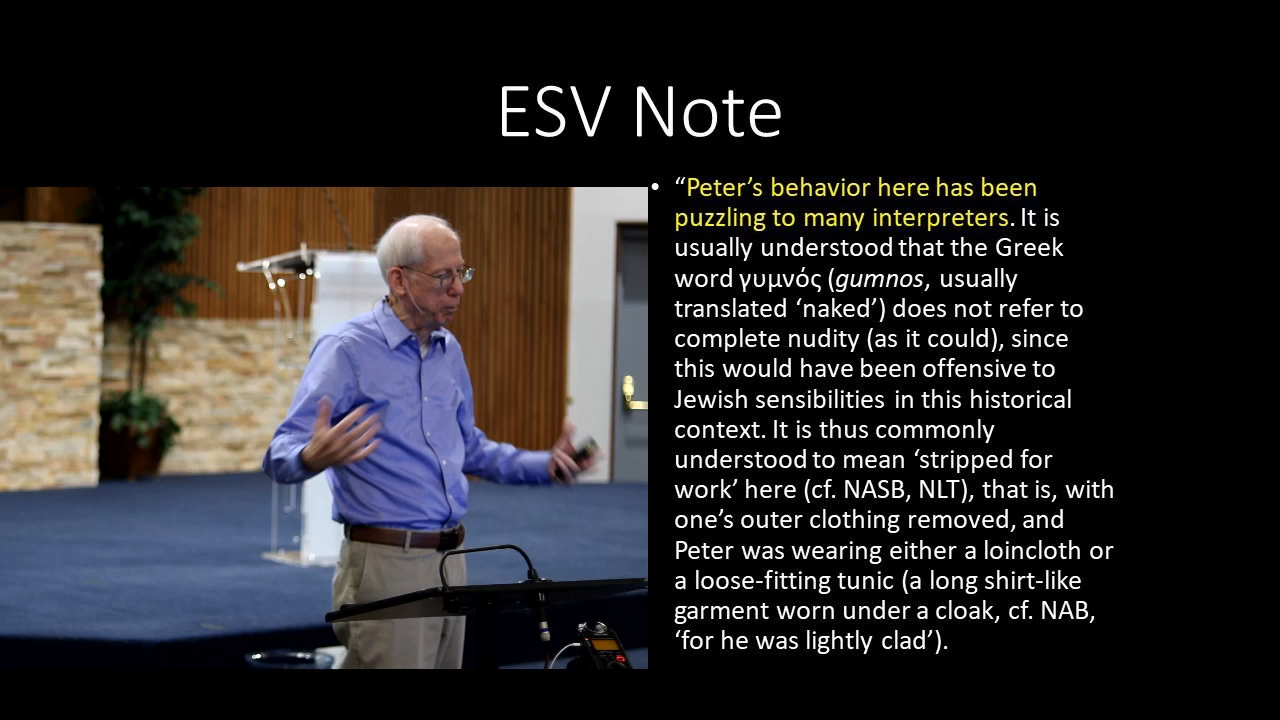 ESV Note
• “Peter’s behavior here has been
puzzling to many interpreters. It is
usually understood that the Greek
word γυμνός (gumnos, usually
translated ‘naked’) does not refer to
complete nudity (as it could), since
this would have been offensive to
Jewish sensibilities in this historical
context. It is thus commonly
understood to mean ‘stripped for
work’ here (cf. NASB, NLT), that is, with
one’s outer clothing removed, and
Peter was wearing either a loincloth or
a loose-fitting tunic (a long shirt-like
garment worn under a cloak, cf. NAB,
‘for he was lightly clad’).